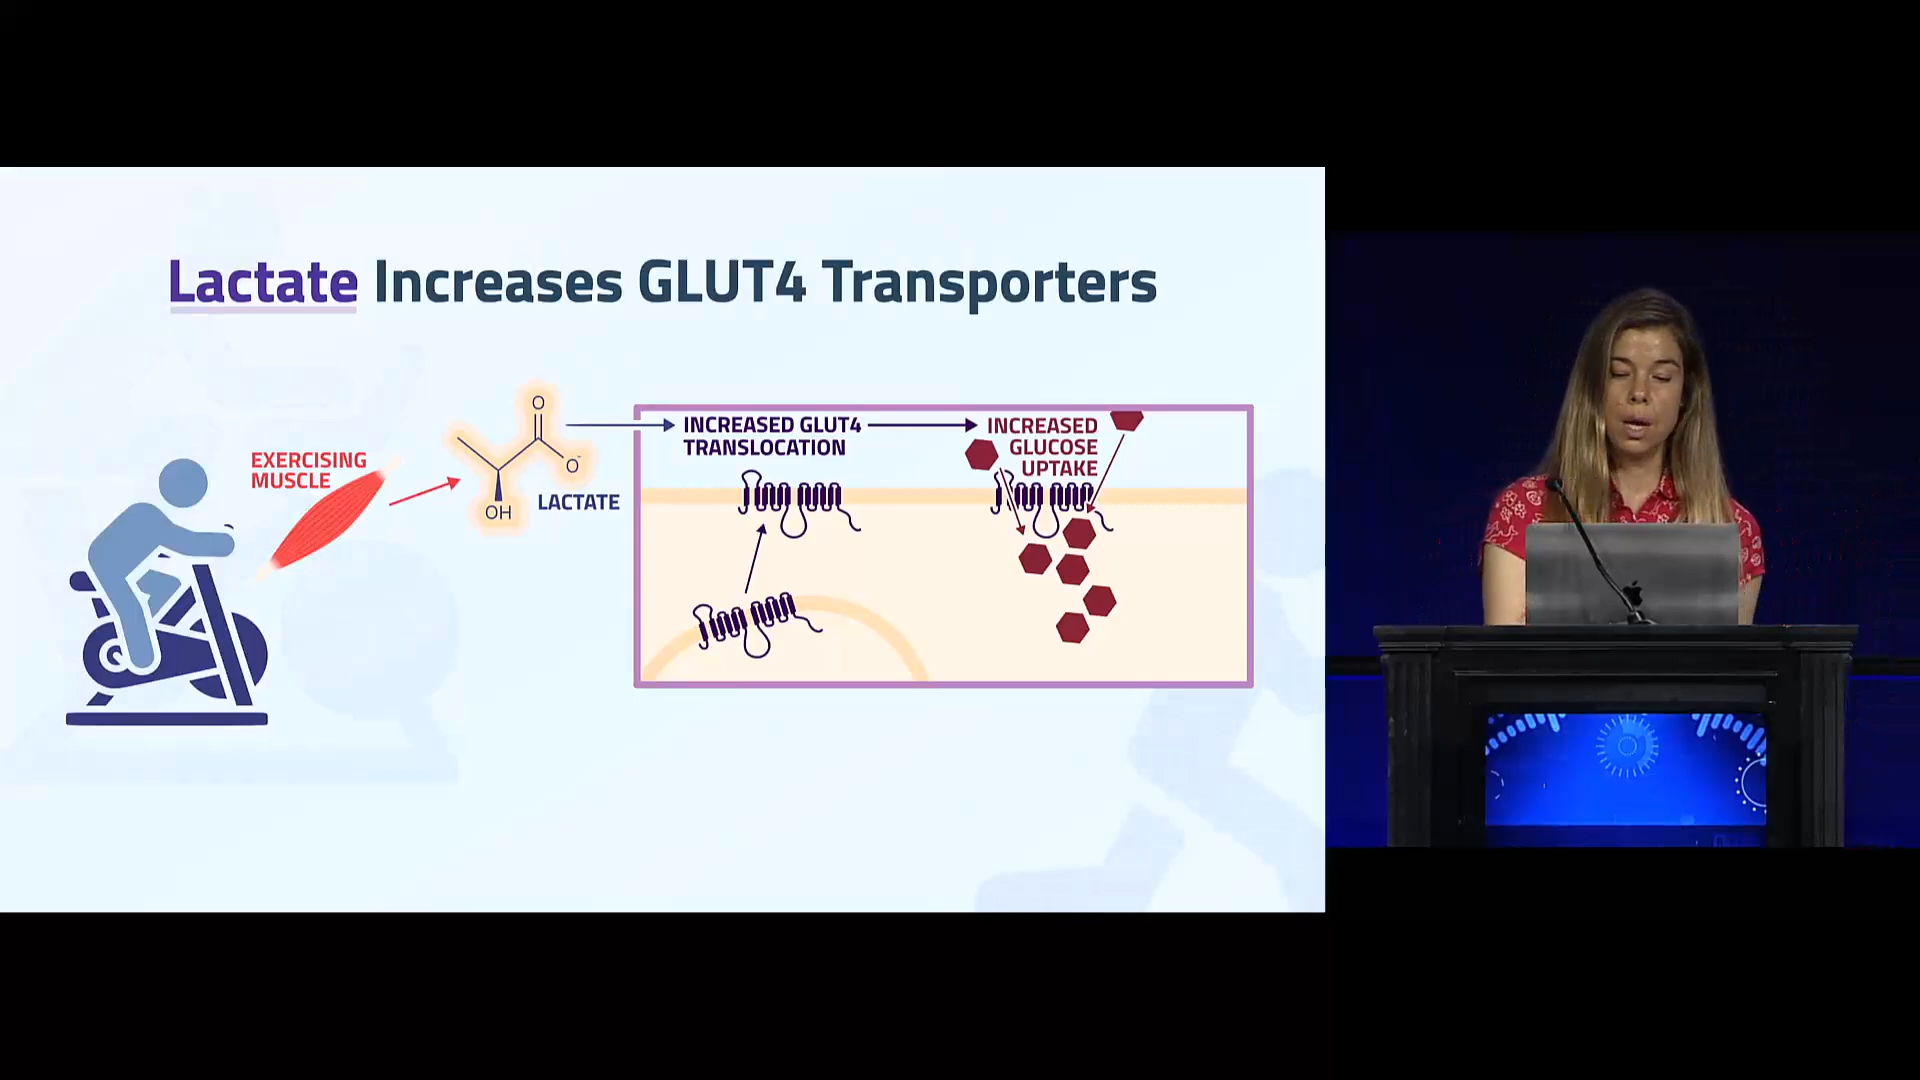 Lactate Increases GLUT4 Transporters
EXERCISING
MUSCLE
O
O-
OH
LACTATE
INCREASED GLUT4
TRANSLOCATION
INCREASED
GLUCOSE
UPTAKE